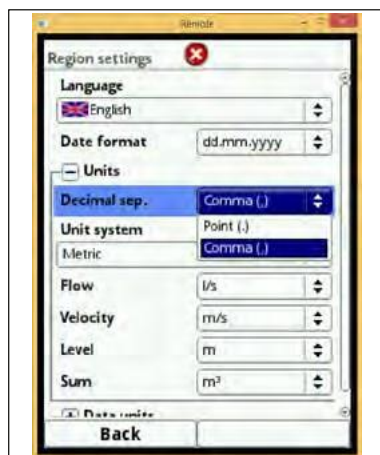 Remote
Region settings
Language
English
Date format dd.mm.yyyy
Units
Decimal sep. Comma (,)
Point (.)
Unit system Comma (,)
Metric
Flow l/s
Velocity m/s
Level m
Sum m³
Data units
Back